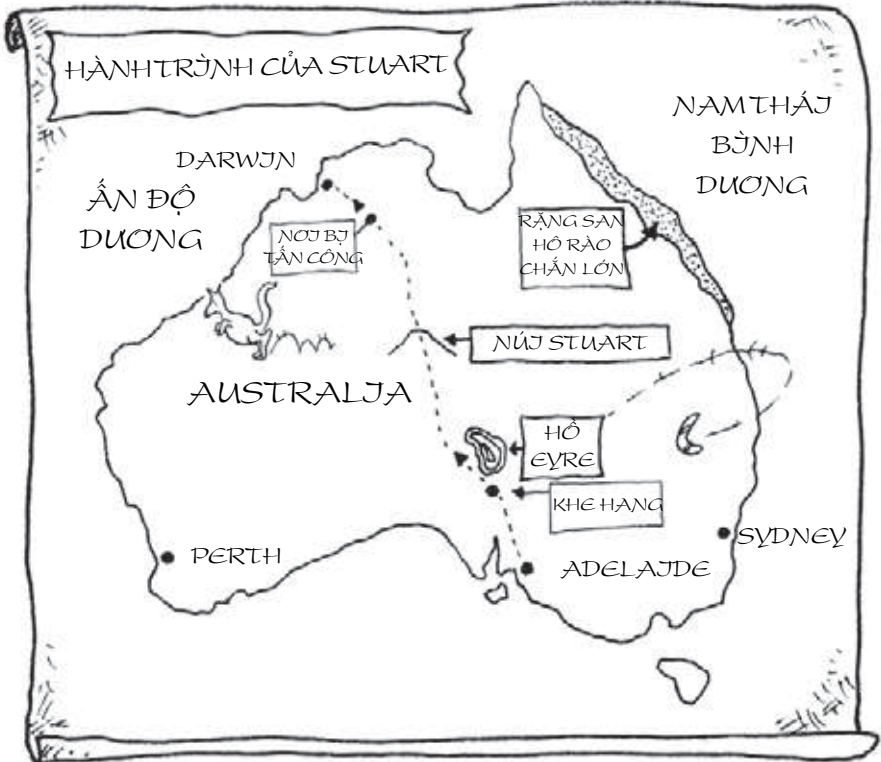 HÀNH TRÌNH CỦA STUART
NAM THÁI
BÌNH
DƯƠNG
DARWIN
ẤN ĐỘ
DƯƠNG
NƠI BỊ
TẤN CÔNG
RẶNG SAN
HÔ RÀO
CHẮN LỚN
NÚI STUART
AUSTRALIA
HỒ
EYRE
KHE HANG
SYDNEY
PERTH
ADELAIDE